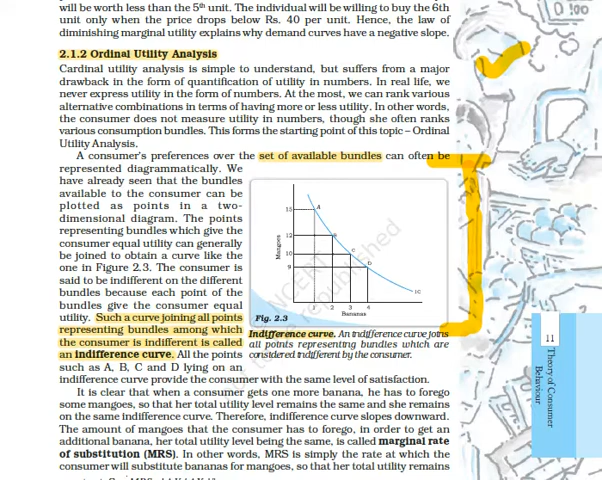 will be worth less than the 5th unit. The individual will be willing to buy the 6th
unit only when the price drops below Rs. 40 per unit. Hence, the law of
diminishing marginal utility explains why demand curves have a negative slope.
2.1.2 Ordinal Utility Analysis
Cardinal utility analysis is simple to understand, but suffers from a major
drawback in the form of quantification of utility in numbers. In real life, we
never express utility in the form of numbers. At the most, we can rank various
alternative combinations in terms of having more or less utility. In other words,
the consumer does not measure utility in numbers, though she often ranks
various consumption bundles. This forms the starting point of this topic – Ordinal
Utility Analysis.
A consumer's preferences over the set of available bundles can often be
represented diagrammatically. We
have already seen that the bundles
available to the consumer can be
plotted as points in a two-
dimensional diagram. The points
representing bundles which give the
consumer equal utility can generally
be joined to obtain a curve like the
one in Figure 2.3. The consumer is
said to be indifferent on the different
bundles because each point of the
bundles give the consumer equal
utility. Such a curve joining all points
representing bundles among which
the consumer is indifferent is called
an indifference curve. All the points
such as A, B, C and D lying on an
indifference curve provide the consumer with the same level of satisfaction.
Mangoes
15
12
10
9
A
B
C
D
IC
1 2 3 4
Bananas
Fig. 2.3
Indifference curve. An indifference curve joins
all points representing bundles which are
considered indifferent by the consumer.
It is clear that when a consumer gets one more banana, he has to forego
some mangoes, so that her total utility level remains the same and she remains
on the same indifference curve. Therefore, indifference curve slopes downward.
The amount of mangoes that the consumer has to forego, in order to get an
additional banana, her total utility level being the same, is called marginal rate
of substitution (MRS). In other words, MRS is simply the rate at which the
consumer will substitute bananas for mangoes, so that her total utility remains
11
Theory of Consumer
Behaviour
NCERT
republished